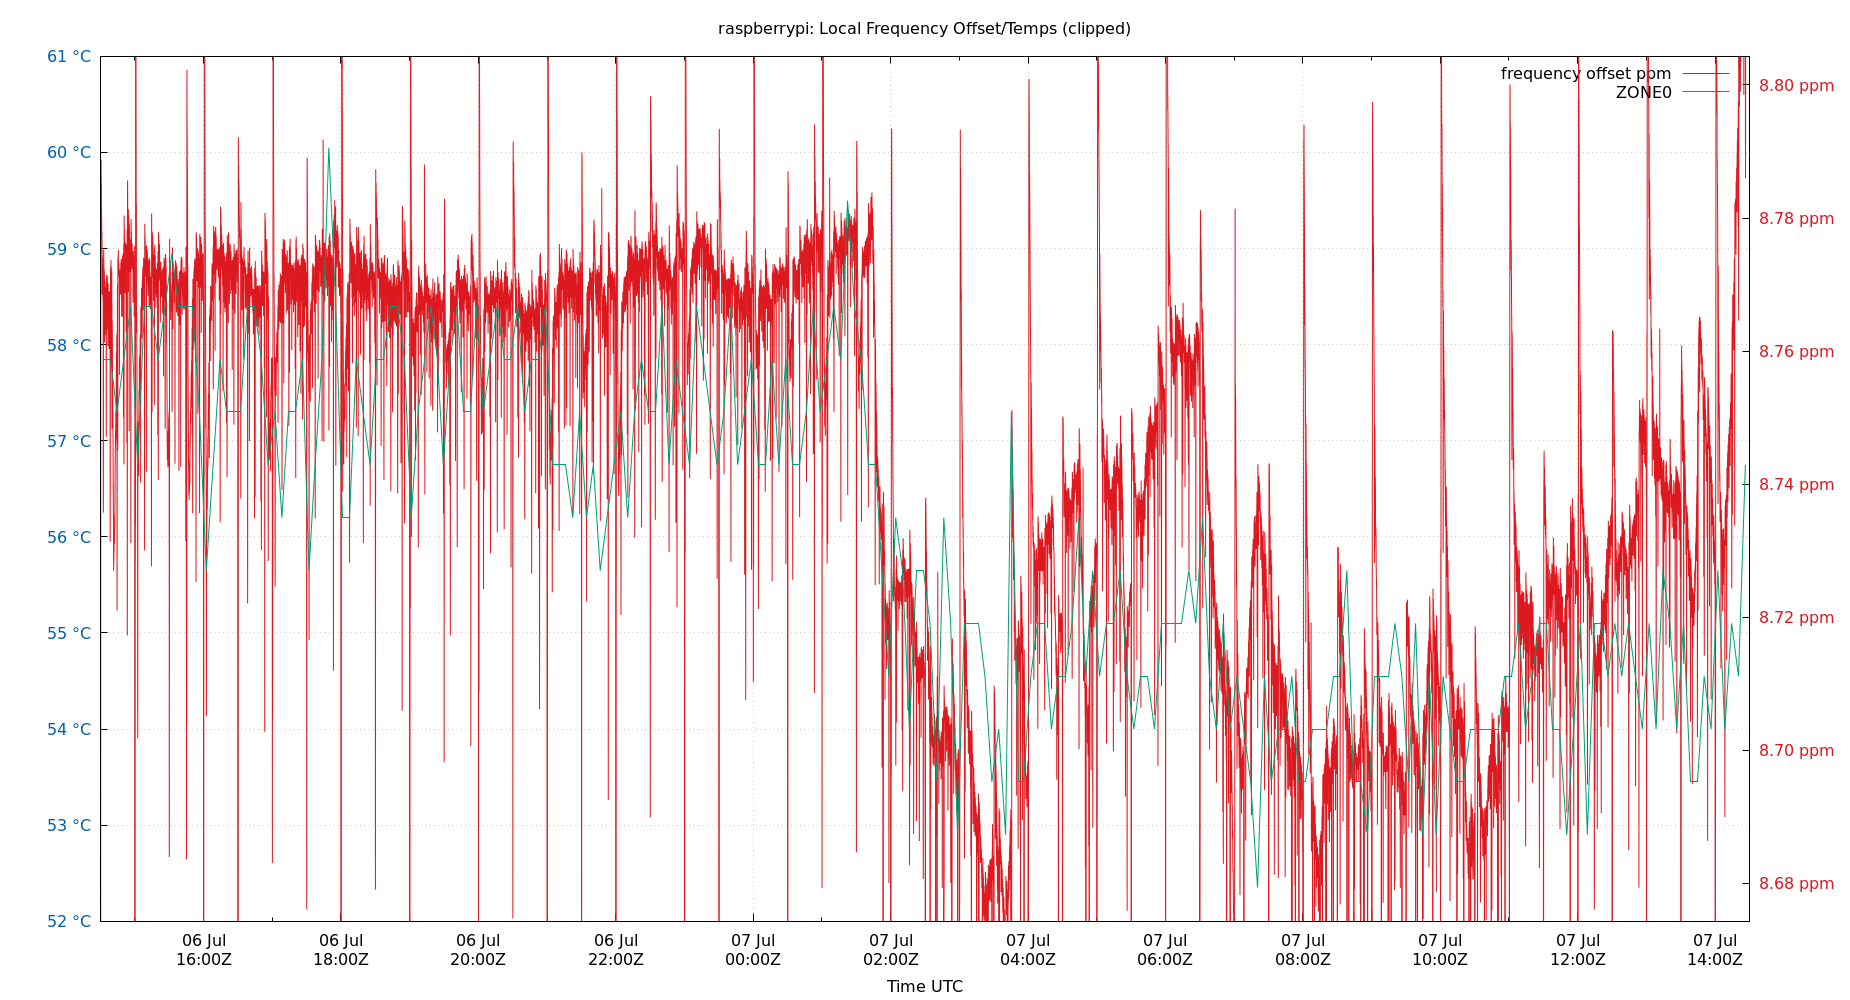 raspberrypi: Local Frequency Offset/Temps (clipped)
61 °C
60 °C
59 °C
58 °C
57 °C
56 °C
55 °C
54 °C
53 °C
52 °C
frequency offset ppm
ZONE0
8.80 ppm
8.78 ppm
8.76 ppm
8.74 ppm
8.72 ppm
8.70 ppm
8.68 ppm
06 Jul
16:00Z
06 Jul
18:00Z
06 Jul
20:00Z
06 Jul
22:00Z
07 Jul
00:00Z
07 Jul
02:00Z
07 Jul
04:00Z
07 Jul
06:00Z
07 Jul
08:00Z
07 Jul
10:00Z
07 Jul
12:00Z
07 Jul
14:00Z
Time UTC